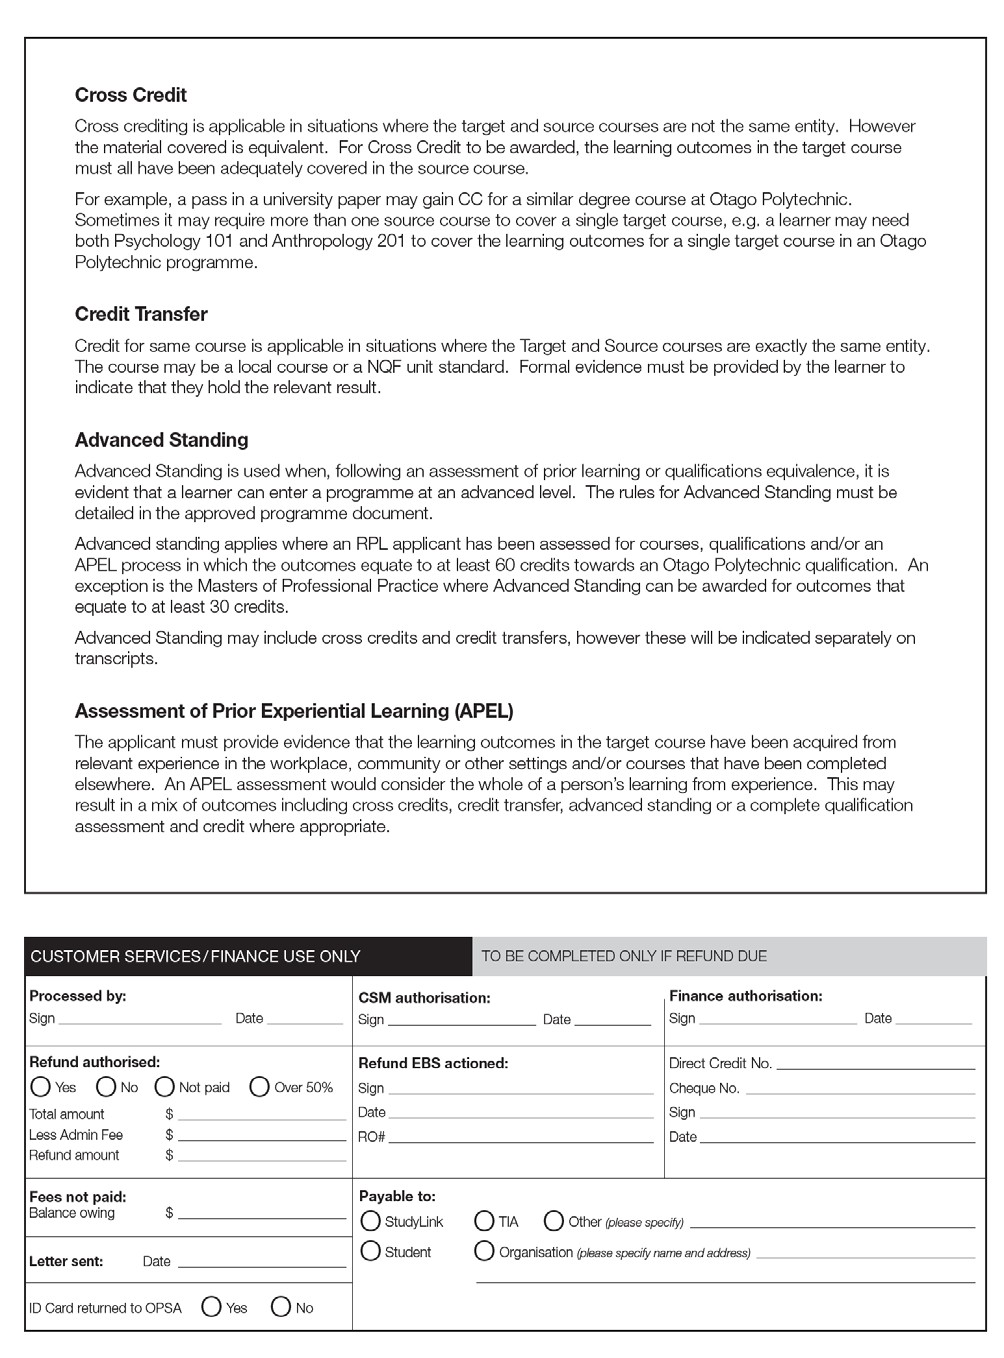 Cross Credit
Cross crediting is applicable in situations where the target and source courses are not the same entity.  However
the material covered is equivalent.  For Cross Credit to be awarded, the learning outcomes in the target course
must all have been adequately covered in the source course.
For example, a pass in a university paper may gain CC for a similar degree course at Otago Polytechnic.
Sometimes it may require more than one source course to cover a single target course, e.g. a learner may need
both Psychology 101 and Anthropology 201 to cover the learning outcomes for a single target course in an Otago
Polytechnic programme.
Credit Transfer
Credit for same course is applicable in situations where the Target and Source courses are exactly the same entity.
The course may be a local course or a NQF unit standard.  Formal evidence must be provided by the learner to
indicate that they hold the relevant result.
Advanced Standing
Advanced Standing is used when, following an assessment of prior learning or qualifications equivalence, it is
evident that a learner can enter a programme at an advanced level.  The rules for Advanced Standing must be
detailed in the approved programme document.
Advanced standing applies where an RPL applicant has been assessed for courses, qualifications and/or an
APEL process in which the outcomes equate to at least 60 credits towards an Otago Polytechnic qualification.  An
exception is the Masters of Professional Practice where Advanced Standing can be awarded for outcomes that
equate to at least 30 credits.
Advanced Standing may include cross credits and credit transfers, however these will be indicated separately on
transcripts.
Assessment of Prior Experiential Learning (APEL)
The applicant must provide evidence that the learning outcomes in the target course have been acquired from
relevant experience in the workplace, community or other settings and/or courses that have been completed
elsewhere.  An APEL assessment would consider the whole of a person's learning from experience.  This may
result in a mix of outcomes including cross credits, credit transfer, advanced standing or a complete qualification
assessment and credit where appropriate.
CUSTOMER SERVICES/FINANCE USE ONLY
TO BE COMPLETED ONLY IF REFUND DUE
Processed by:
Sign Date
CSM authorisation:
Sign Date
Finance authorisation:
Sign Date
Refund authorised:
Yes No Not paid Over 50%
Total amount $
Less Admin Fee $
Refund amount $
Refund EBS actioned:
Sign
Date
RO#
Direct Credit No.
Cheque No.
Sign
Date
Fees not paid:
Balance owing $
Letter sent: Date
ID Card returned to OPSA Yes No
Payable to:
StudyLink TIA Other (please specify)
Student Organisation (please specify name and address)